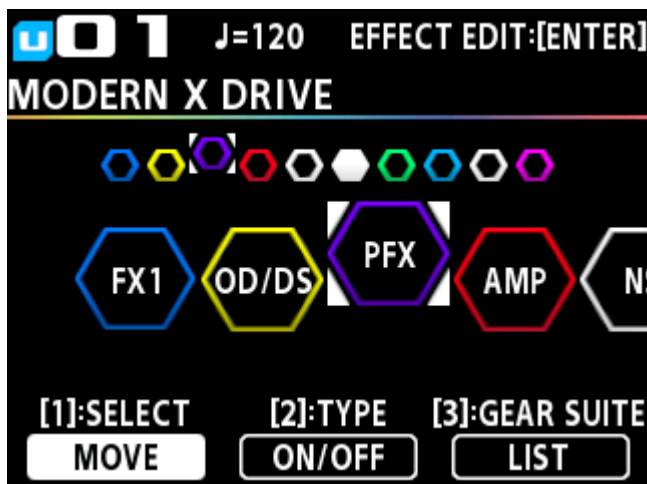 U01 ♩=120 EFFECT EDIT:[ENTER]
MODERN X DRIVE
FX1 OD/DS PFX AMP
[1]:SELECT [2]:TYPE [3]:GEAR SUITE
MOVE ON/OFF LIST